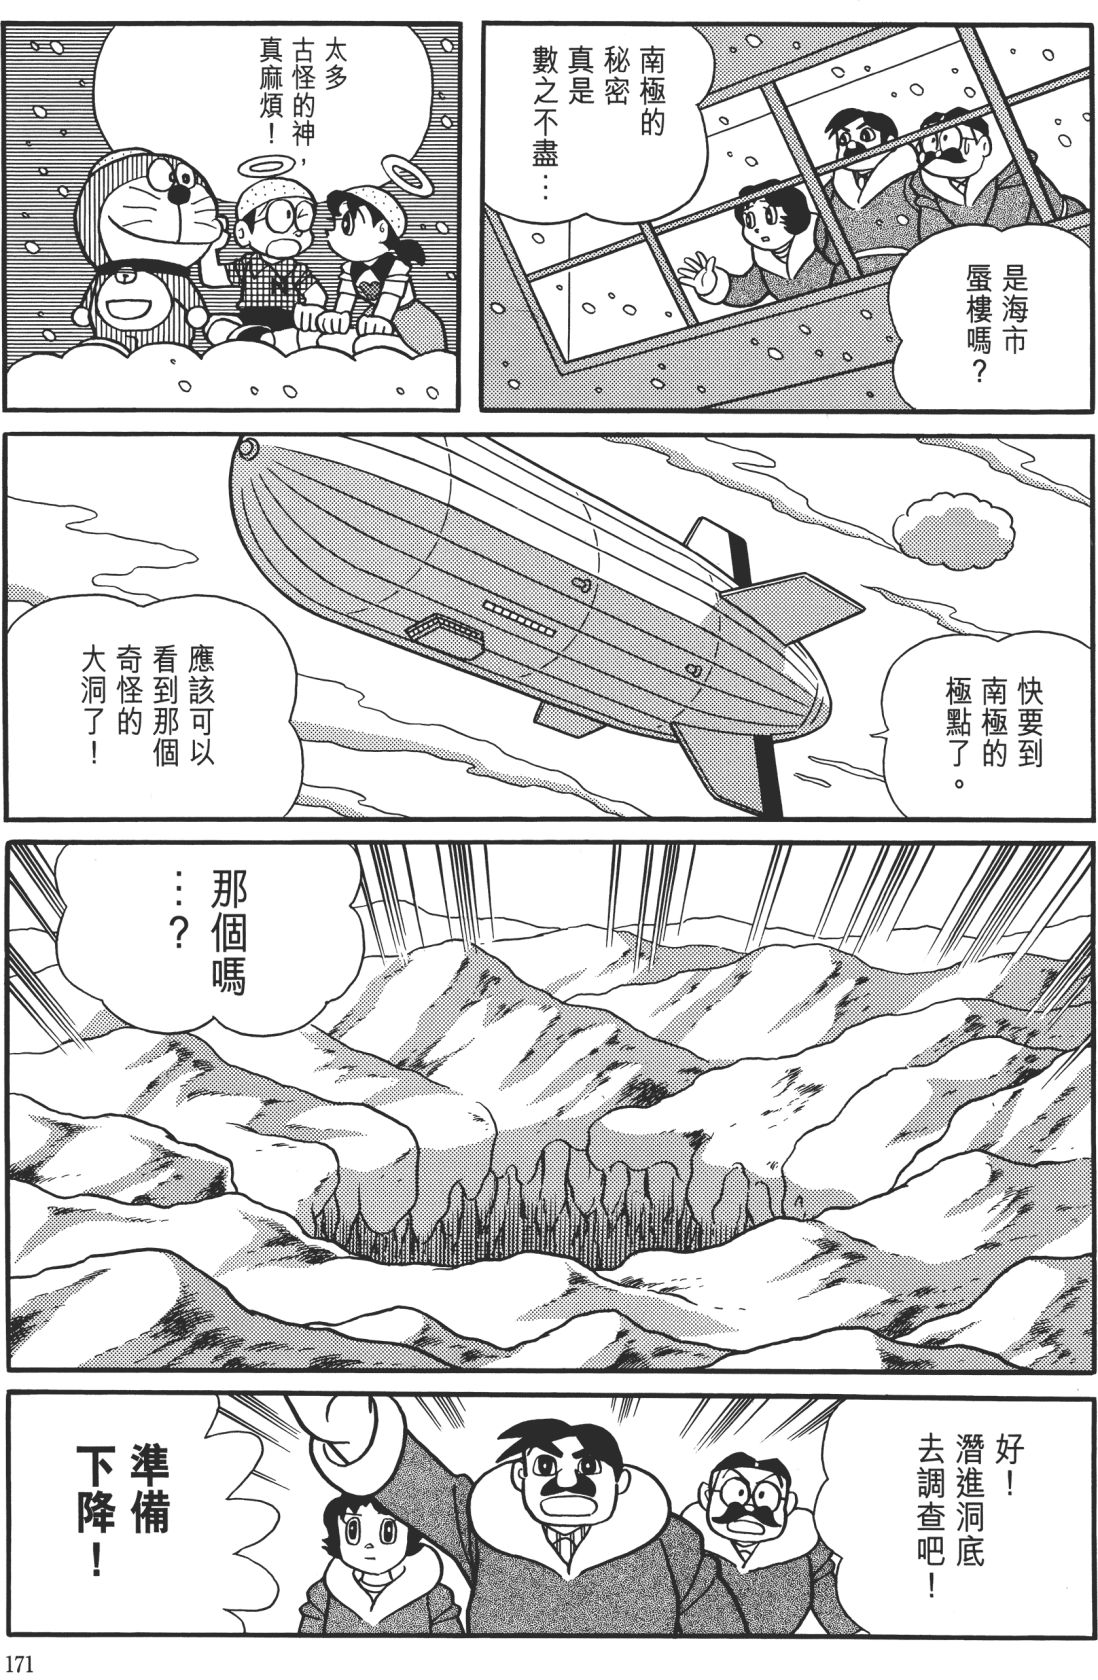 南極的
秘密
真是
數之不盡…
是海市
蜃樓嗎？
太多
古怪的神，
真麻煩！
快要到
南極的
極點了。
應該可以
看到那個
奇怪的
大洞了！
那個嗎
…？
好！
潛進洞底
去調查吧！
準備
下降！
171